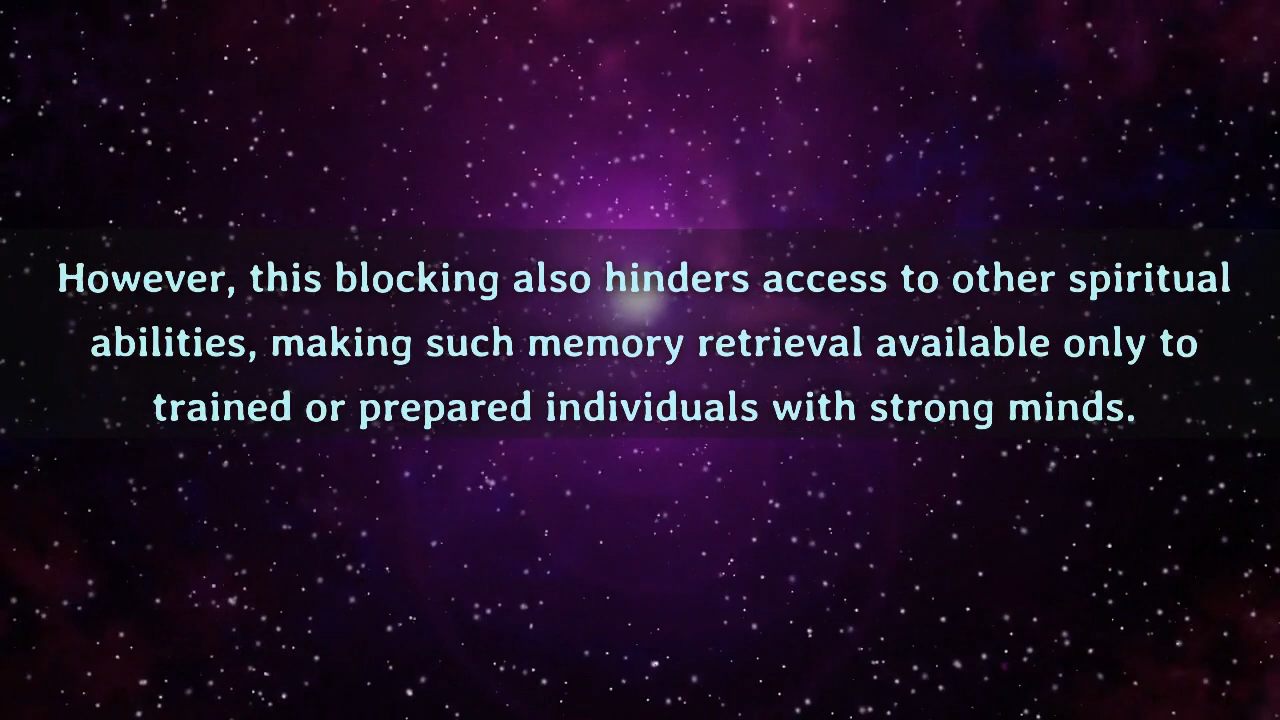 However, this blocking also hinders access to other spiritual
abilities, making such memory retrieval available only to
trained or prepared individuals with strong minds.